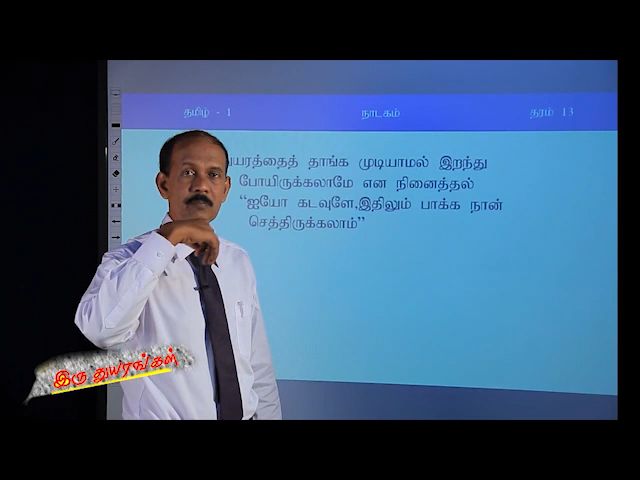 தமிழ் - 1 நாடகம் தரம் 13
துயரத்தைத் தாங்க முடியாமல் இறந்து
போயிருக்கலாமே என நினைத்தல்
“ஐயோ கடவுளே,இதிலும் பாக்க நான்
செத்திருக்கலாம்”
இரு துயரங்கள்